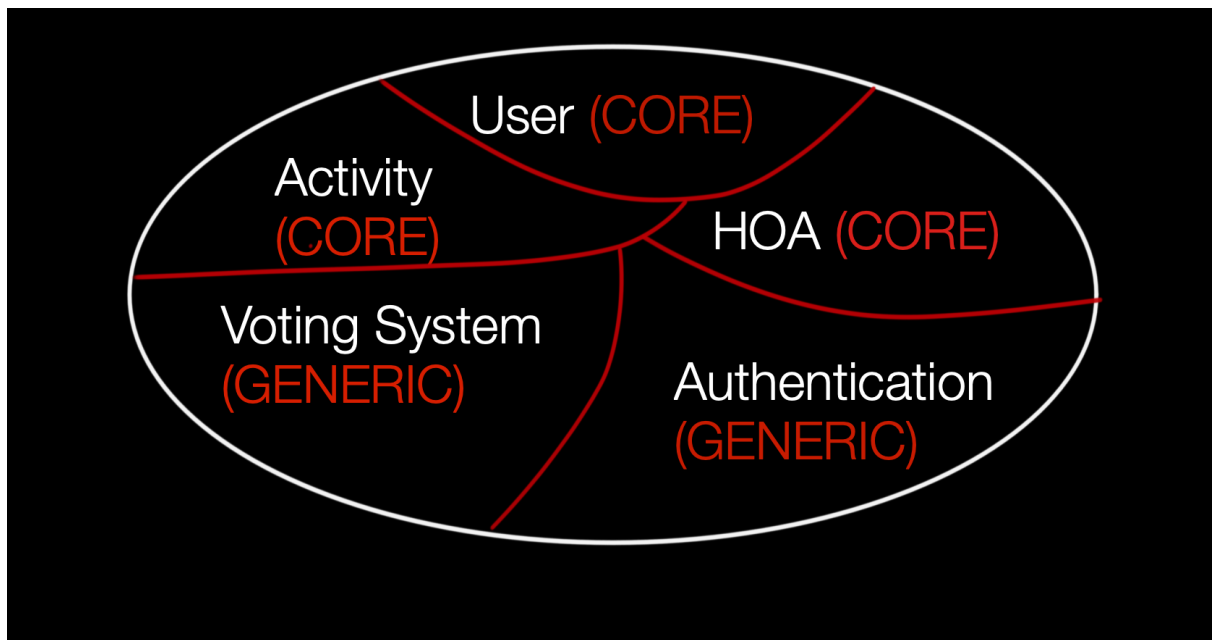 User (CORE)
Activity
(CORE)
HOA (CORE)
Voting System
(GENERIC)
Authentication
(GENERIC)